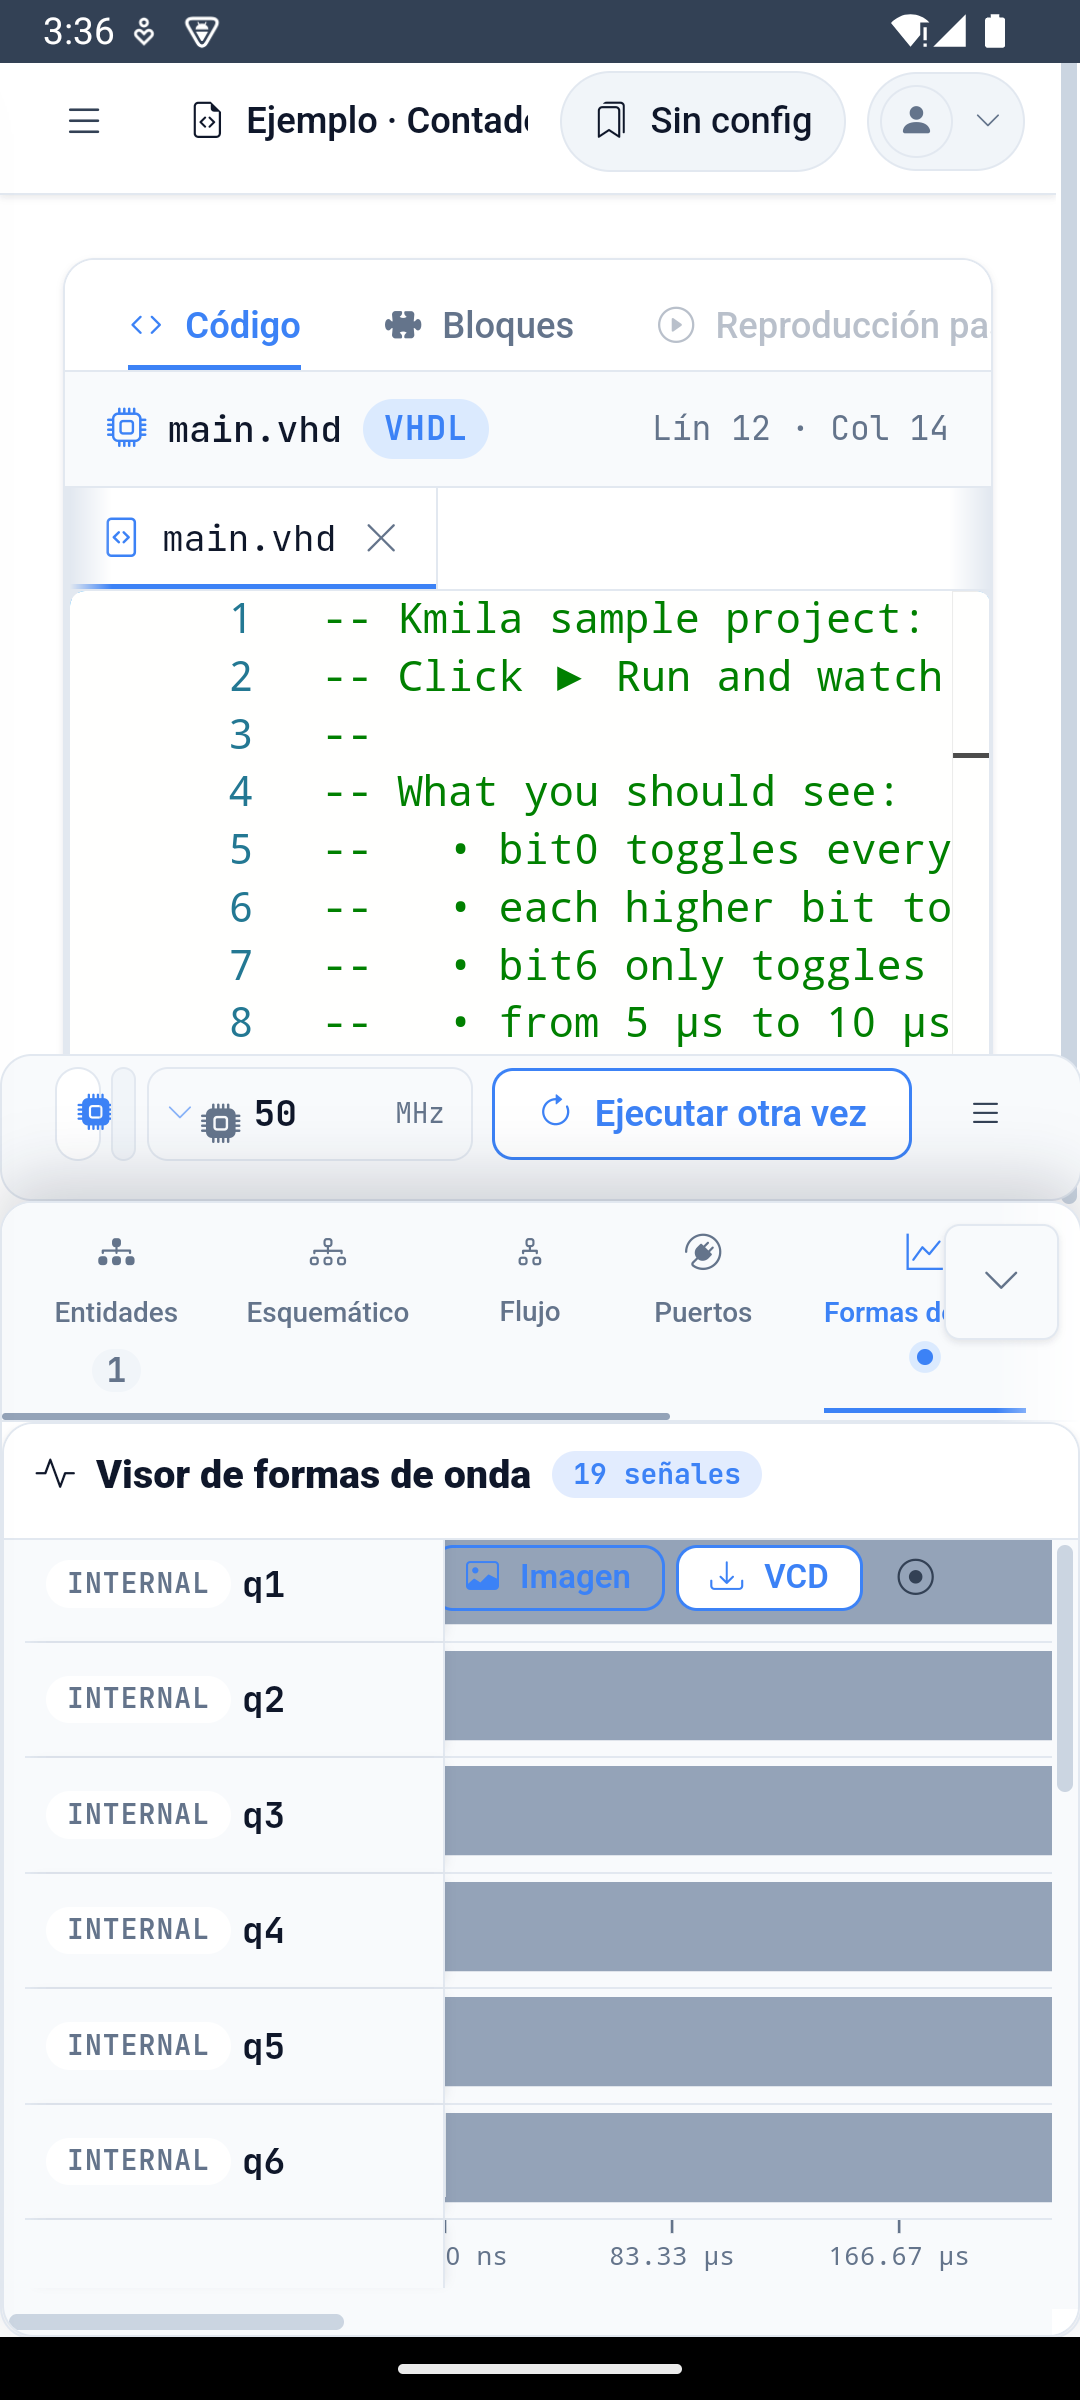 3:36
Ejemplo · Contad
Sin config
Código
Bloques
Reproducción pa
main.vhd
VHDL
Lín 12 · Col 14
main.vhd
1 -- Kmila sample project:
2 -- Click ▶ Run and watch
3 --
4 -- What you should see:
5 -- • bit0 toggles every
6 -- • each higher bit to
7 -- • bit6 only toggles
8 -- • from 5 µs to 10 µs
50 MHz
Ejecutar otra vez
Entidades
Esquemático
Flujo
Puertos
Formas d
1
Visor de formas de onda
19 señales
INTERNAL q1
Imagen
VCD
INTERNAL q2
INTERNAL q3
INTERNAL q4
INTERNAL q5
INTERNAL q6
0 ns
83.33 µs
166.67 µs